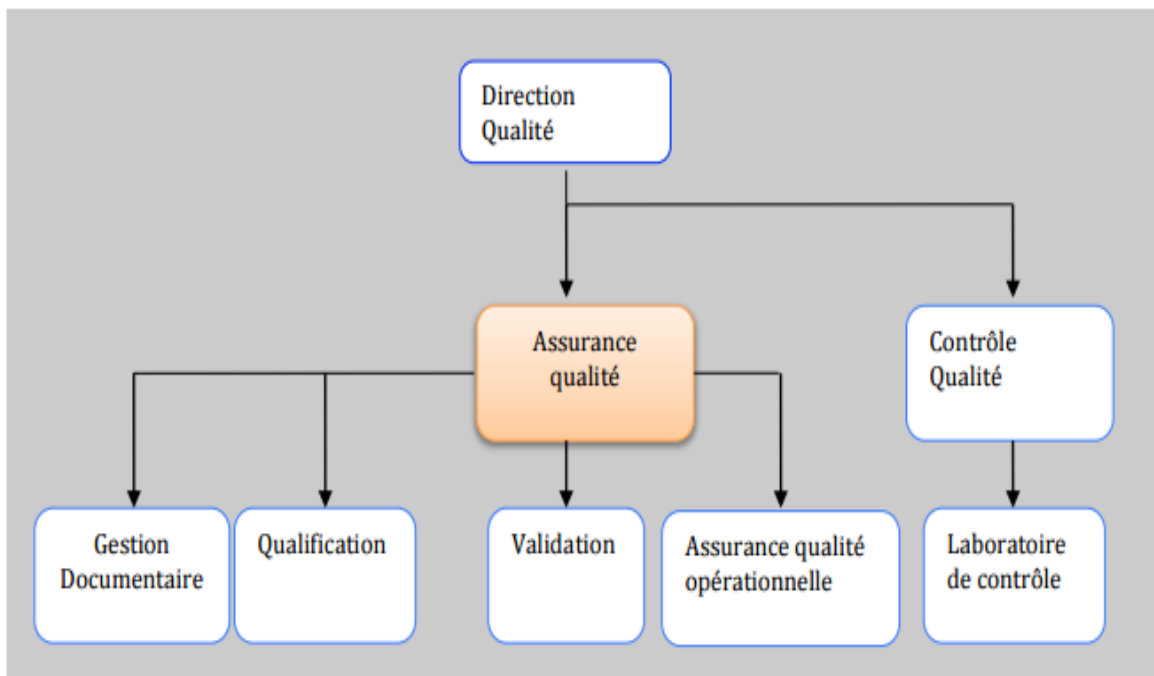 Direction
Qualité
Assurance
qualité
Contrôle
Qualité
Gestion
Documentaire
Qualification
Validation
Assurance qualité
opérationnelle
Laboratoire
de contrôle